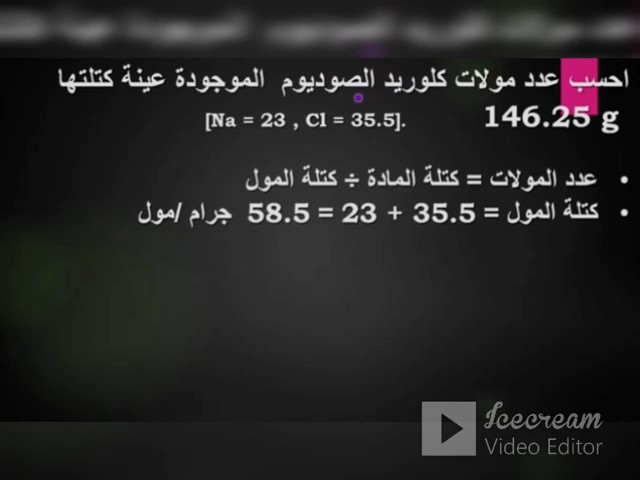 احسب عدد مولات كلوريد الصوديوم الموجودة عينة كتلتها
146.25 g [Na = 23 , Cl = 35.5].
• عدد المولات = كتلة المادة ÷ كتلة المول
• كتلة المول = 35.5 + 23 = 58.5 جرام /مول
Icecream
Video Editor